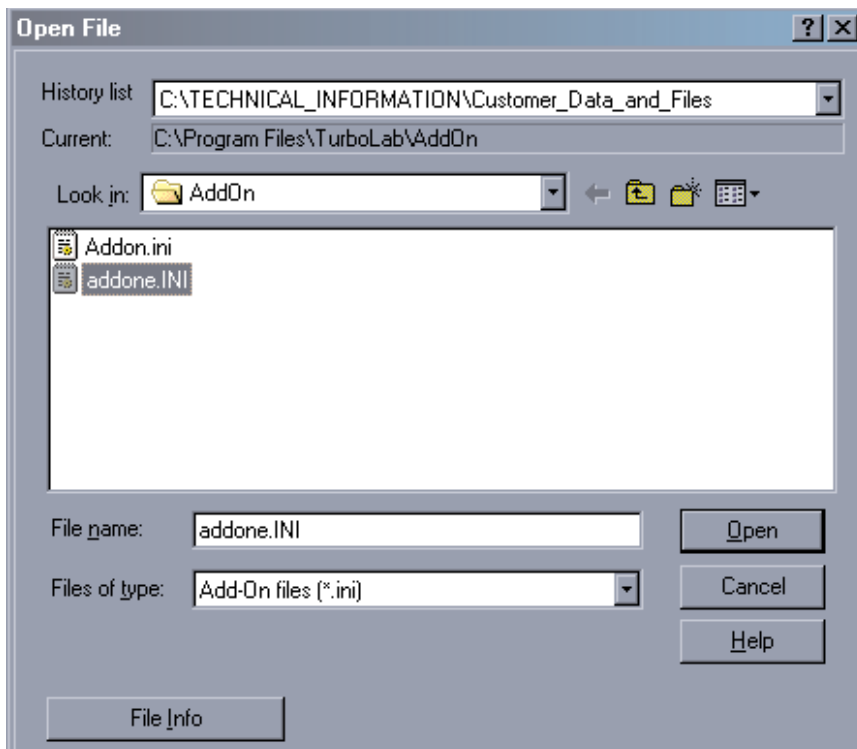 Open File
History list C:\TECHNICAL_INFORMATION\Customer_Data_and_Files
Current: C:\Program Files\TurboLab\AddOn
Look in: AddOn
Addon.ini
addone.INI
File name: addone.INI Open
Files of type: Add-On files (*.ini) Cancel
Help
File Info